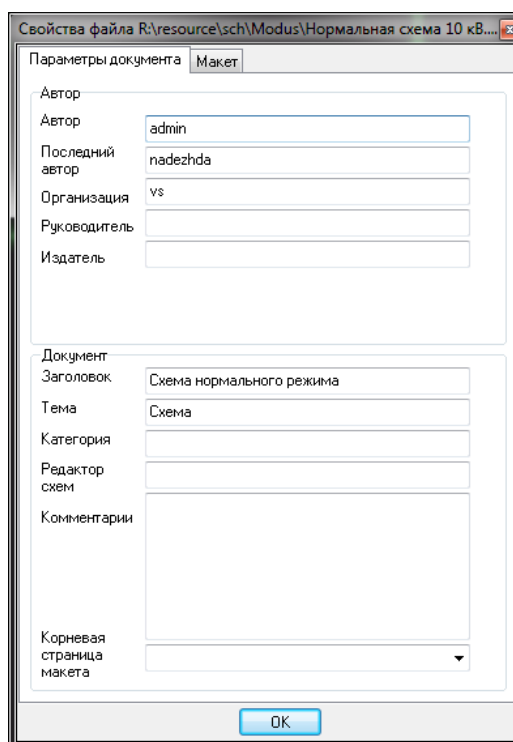 Свойства файла R:\resource\sch\Modus\Нормальная схема 10 кВ....
Параметры документа Макет
Автор
Автор admin
Последний
автор nadezhda
Организация vs
Руководитель
Издатель
Документ
Заголовок Схема нормального режима
Тема Схема
Категория
Редактор
схем
Комментарии
Корневая
страница
макета
OK